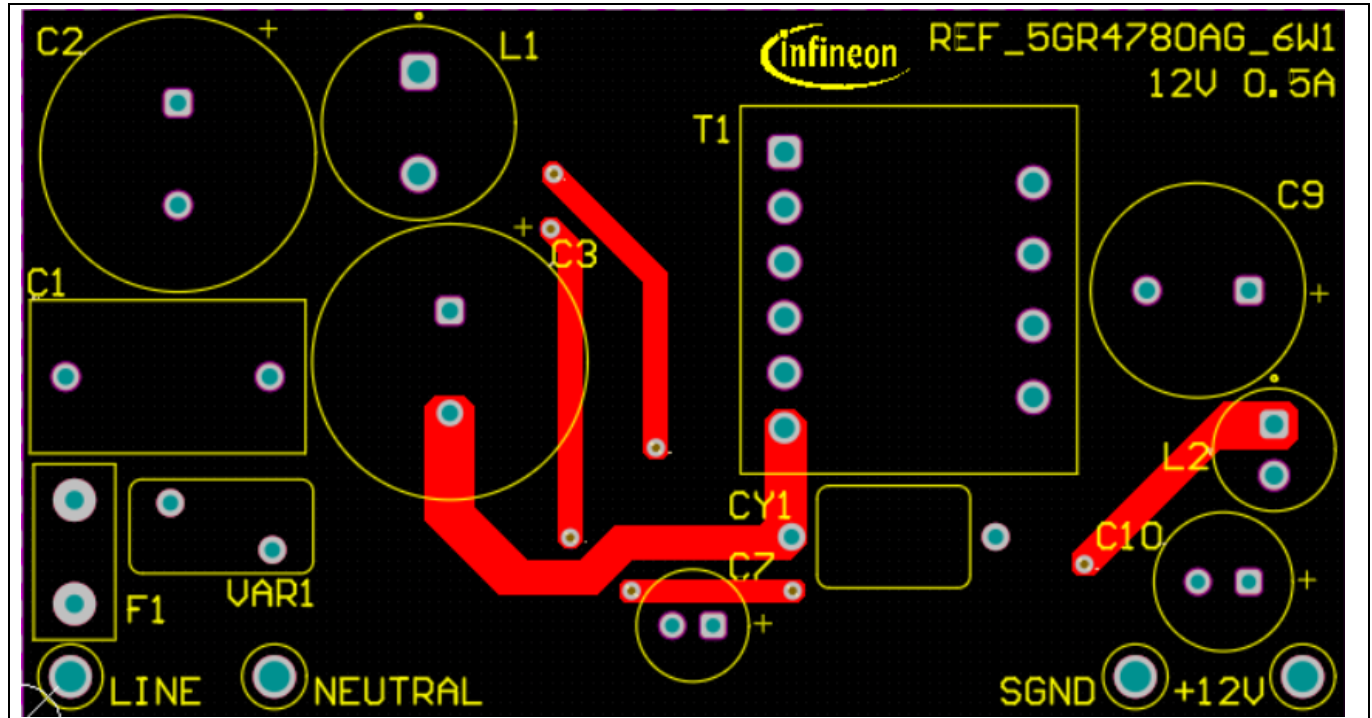 C2
L1
infineon
REF_5GR4780AG_6W1
12V 0.5A
T1
C9
C3
C1
L2
CY1
C10
C7
VAR1
F1
LINE
NEUTRAL
SGND
+12V